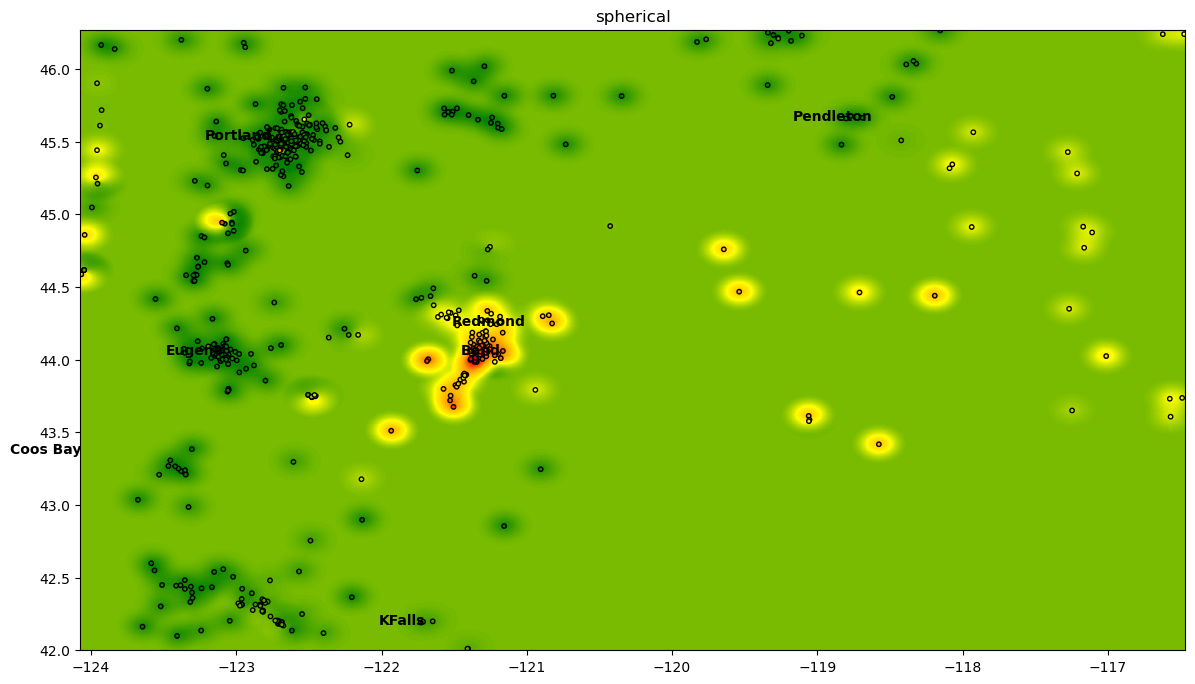 spherical
46.0
45.5
45.0
44.5
44.0
43.5
43.0
42.5
42.0
Portland
Pendleton
Redmond
Bend
Eugene
Coos Bay
KFalls
−124
−123
−122
−121
−120
−119
−118
−117